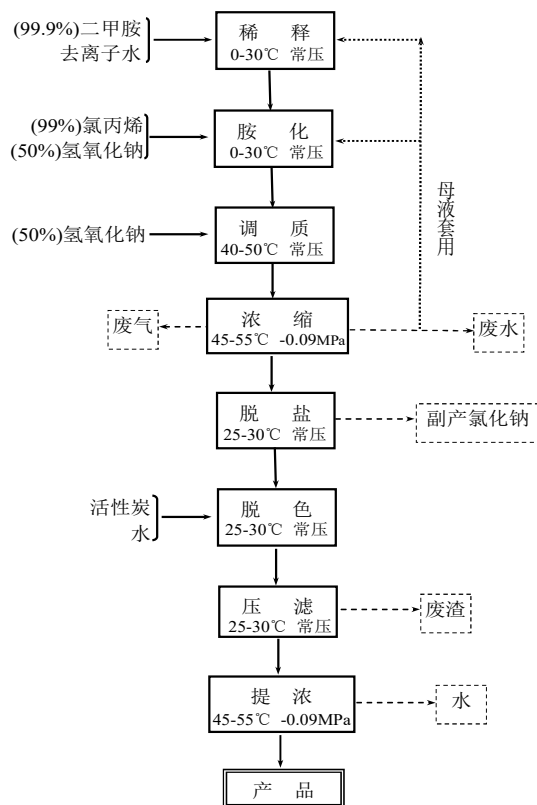 (99.9%)二甲胺
去离子水
稀 释
0-30℃ 常压
(99%)氯丙烯
(50%)氢氧化钠
胺 化
0-30℃ 常压
母液套用
(50%)氢氧化钠
调 质
40-50℃ 常压
废气
浓 缩
45-55℃ -0.09MPa
废水
脱 盐
25-30℃ 常压
副产氯化钠
活性炭
水
脱 色
25-30℃ 常压
压 滤
25-30℃ 常压
废渣
提 浓
45-55℃ -0.09MPa
水
产 品